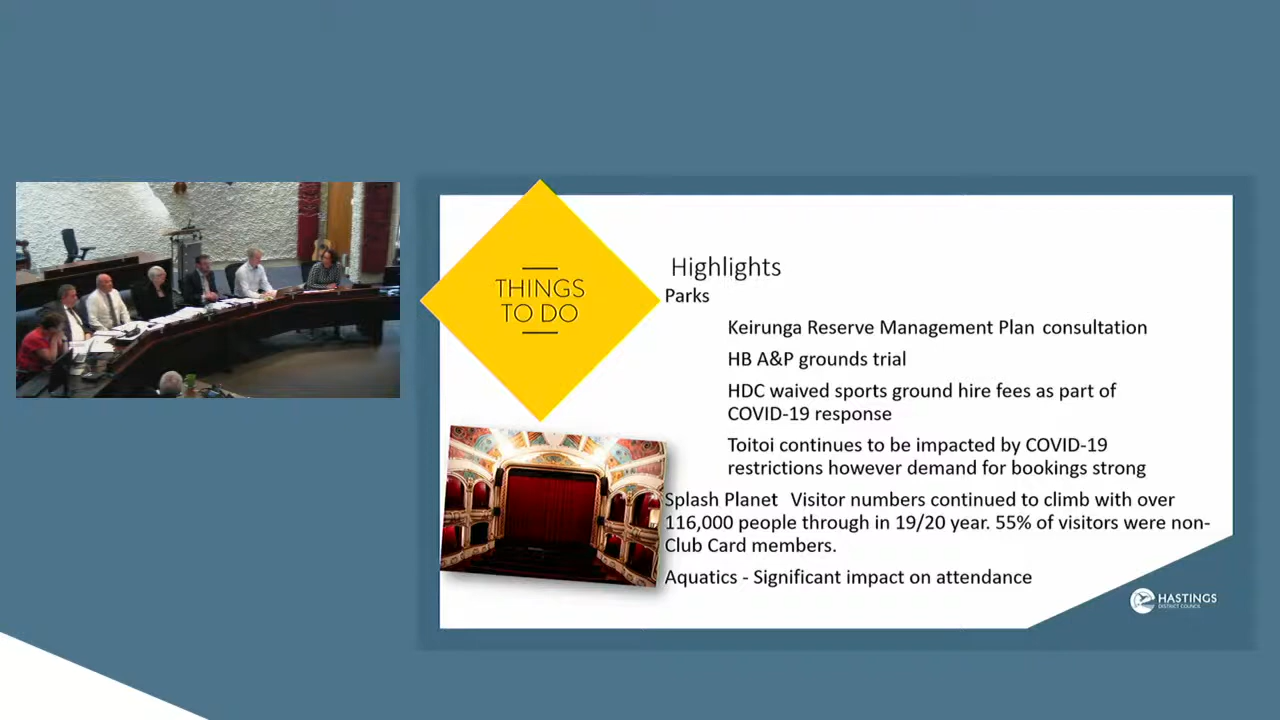 THINGS
TO DO
Highlights
Parks
Keirunga Reserve Management Plan consultation
HB A&P grounds trial
HDC waived sports ground hire fees as part of
COVID-19 response
Toitoi continues to be impacted by COVID-19
restrictions however demand for bookings strong
Splash Planet Visitor numbers continued to climb with over
116,000 people through in 19/20 year. 55% of visitors were non-
Club Card members.
Aquatics - Significant impact on attendance
HASTINGS
DISTRICT COUNCIL